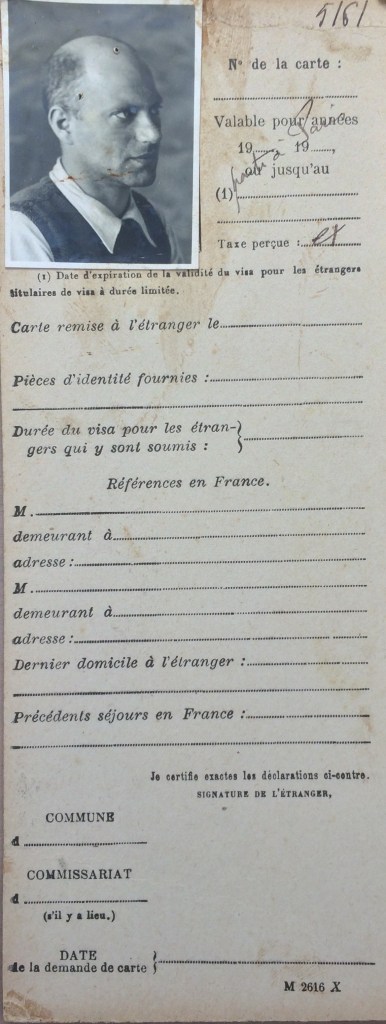 5/6/
N° de la carte :
Valable pour années
19 19
ou jusqu'au
(1)
Taxe perçue : ex
(1) Date d'expiration de la validité du visa pour les étrangers
titulaires de visa à durée limitée.
Carte remise à l'étranger le
Pièces d'identité fournies :
Durée du visa pour les étran-
gers qui y sont soumis :
Références en France.
M.
demeurant à
adresse :
M.
demeurant à
adresse :
Dernier domicile à l'étranger :
Précédents séjours en France :
Je certifie exactes les déclarations ci-contre.
SIGNATURE DE L'ÉTRANGER,
COMMUNE
d
COMMISSARIAT
d
(s'il y a lieu.)
DATE
de la demande de carte
M 2616 X